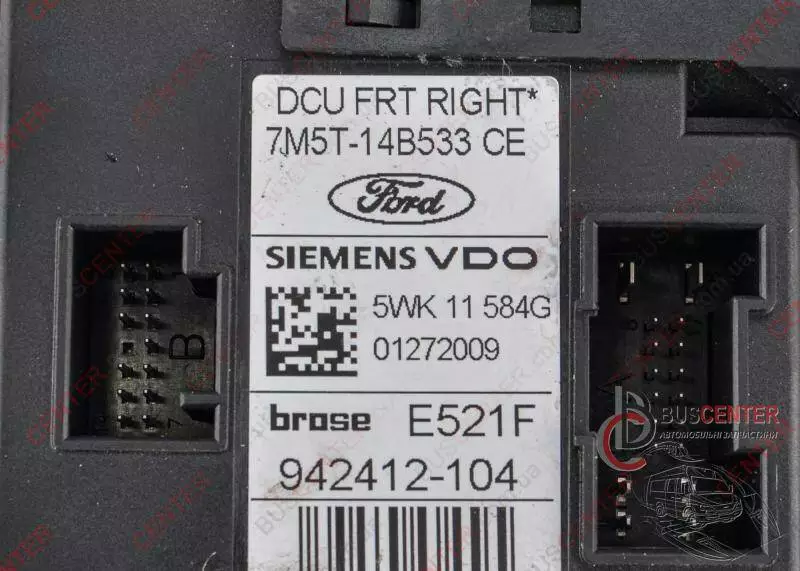 DCU FRT RIGHT*
7M5T-14B533 CE
Ford
SIEMENS VDO
5WK 11 584G
01272009
brose E521F
942412-104
B
7
BUSCENTER
АВТОМОБІЛЬНІ ЗАПЧАСТИНИ